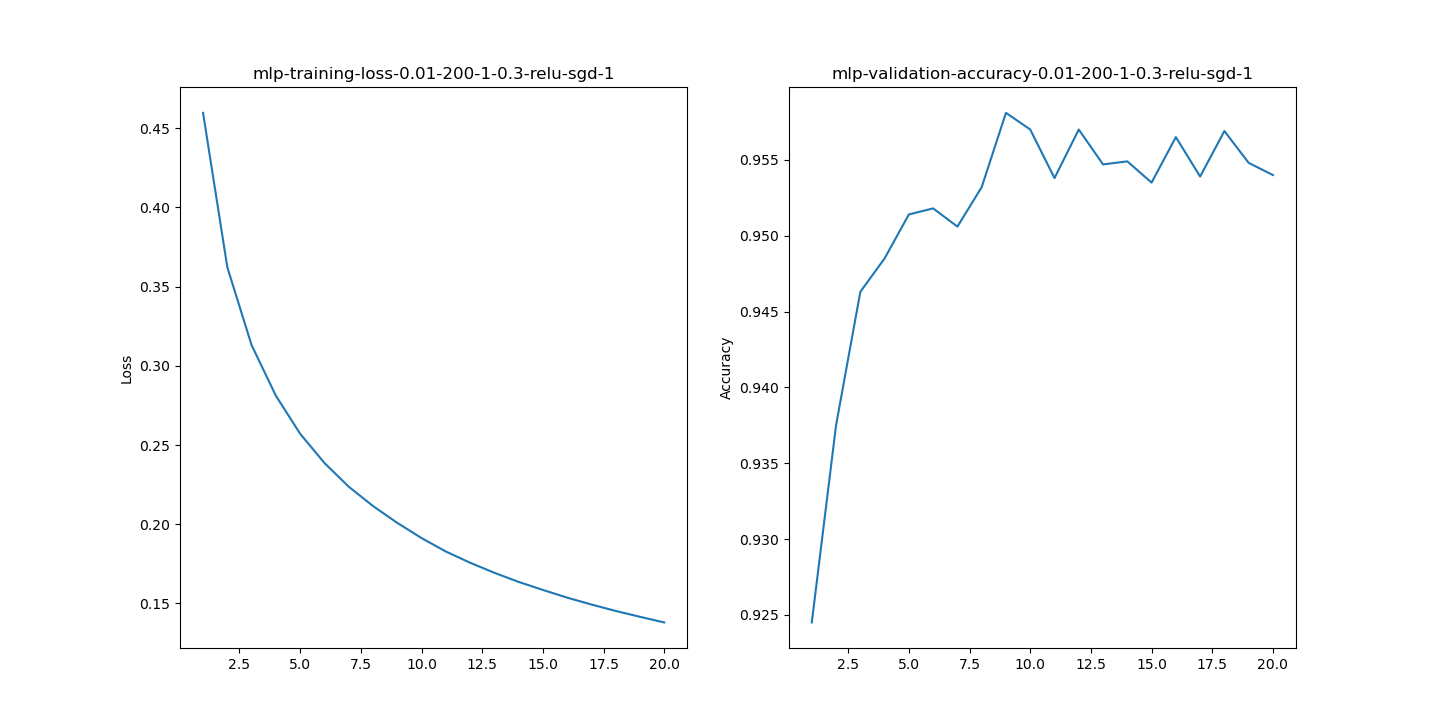 mlp-training-loss-0.01-200-1-0.3-relu-sgd-1
Loss
0.45
0.40
0.35
0.30
0.25
0.20
0.15
2.5 5.0 7.5 10.0 12.5 15.0 17.5 20.0
mlp-validation-accuracy-0.01-200-1-0.3-relu-sgd-1
Accuracy
0.955
0.950
0.945
0.940
0.935
0.930
0.925
2.5 5.0 7.5 10.0 12.5 15.0 17.5 20.0